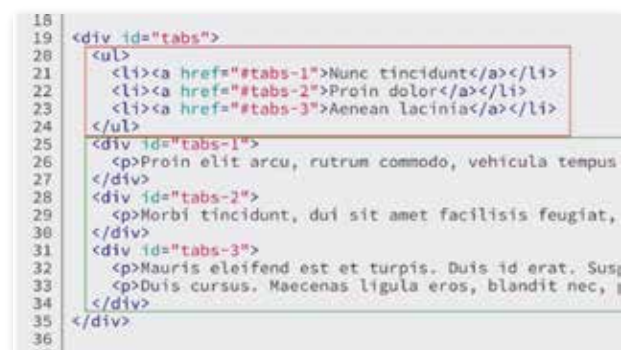 18
19 <div id="tabs">
20 <ul>
21 <li><a href="#tabs-1">Nunc tincidunt</a></li>
22 <li><a href="#tabs-2">Proin dolor</a></li>
23 <li><a href="#tabs-3">Aenean lacinia</a></li>
24 </ul>
25 <div id="tabs-1">
26 <p>Proin elit arcu, rutrum commodo, vehicula tempus
27 </div>
28 <div id="tabs-2">
29 <p>Morbi tincidunt, dui sit amet facilisis feugiat,
30 </div>
31 <div id="tabs-3">
32 <p>Mauris eleifend est et turpis. Duis id erat. Susp
33 <p>Duis cursus. Maecenas ligula eros, blandit nec,
34 </div>
35 </div>
36